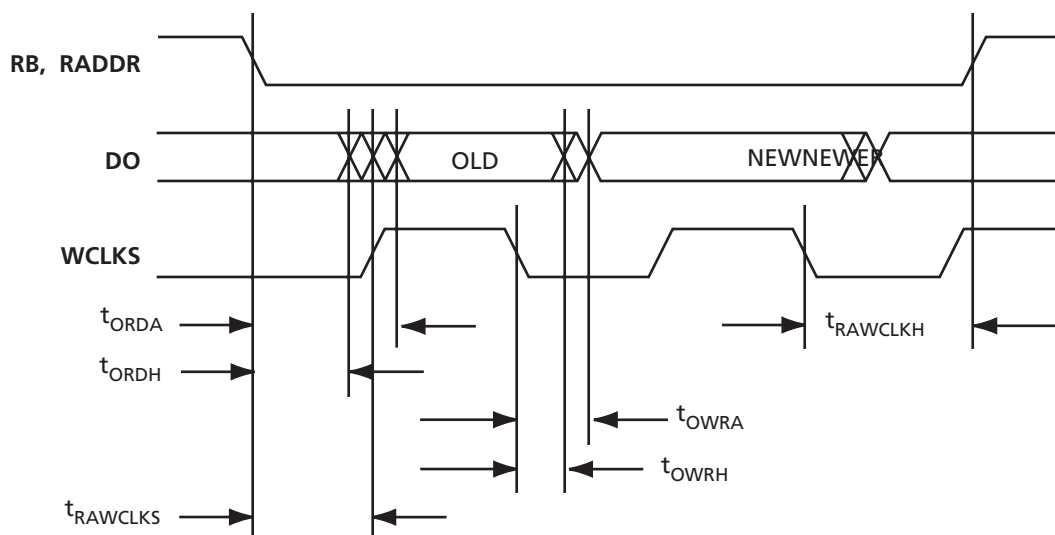 RB, RADDR
DO
OLD
NEWNEWER
WCLKS
tORDA
tRAWCLKH
tORDH
tOWRA
tOWRH
tRAWCLKS